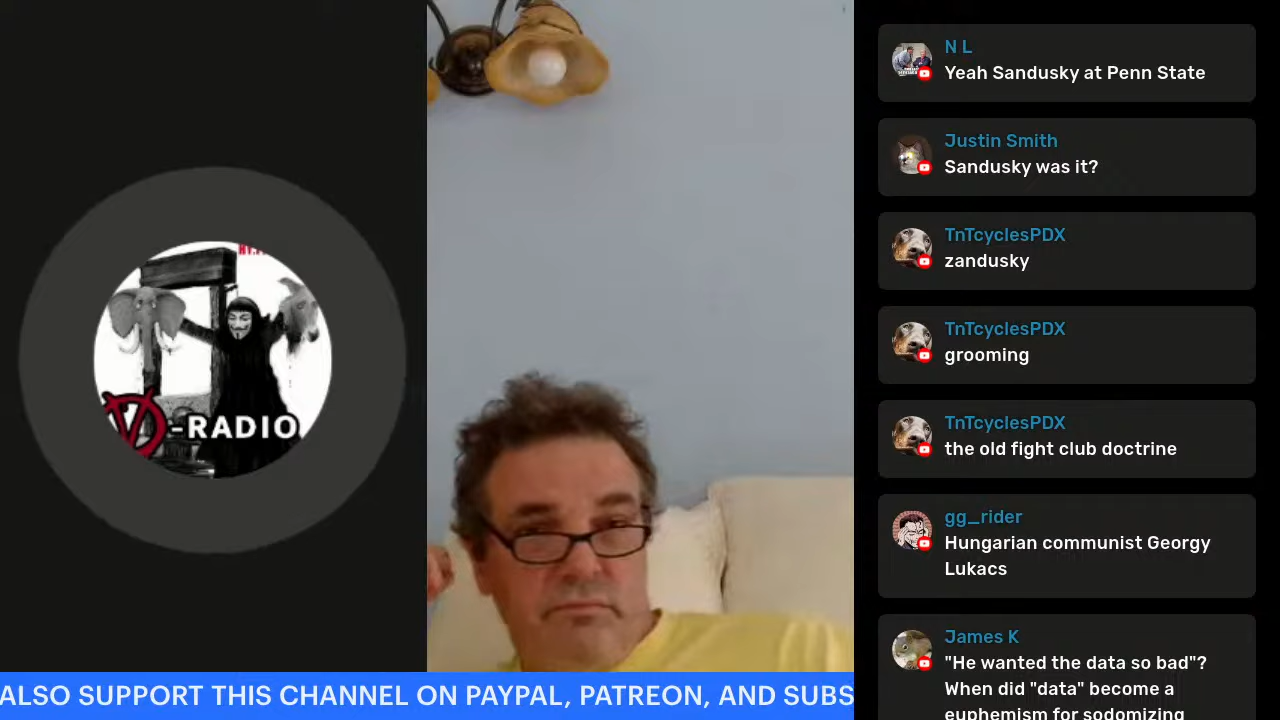 V-RADIO
ALSO SUPPORT THIS CHANNEL ON PAYPAL, PATREON, AND SUBS
N L
Yeah Sandusky at Penn State
Justin Smith
Sandusky was it?
TnTcyclesPDX
zandusky
TnTcyclesPDX
grooming
TnTcyclesPDX
the old fight club doctrine
gg_rider
Hungarian communist Georgy
Lukacs
James K
"He wanted the data so bad"?
When did "data" become a
euphemism for sodomizing